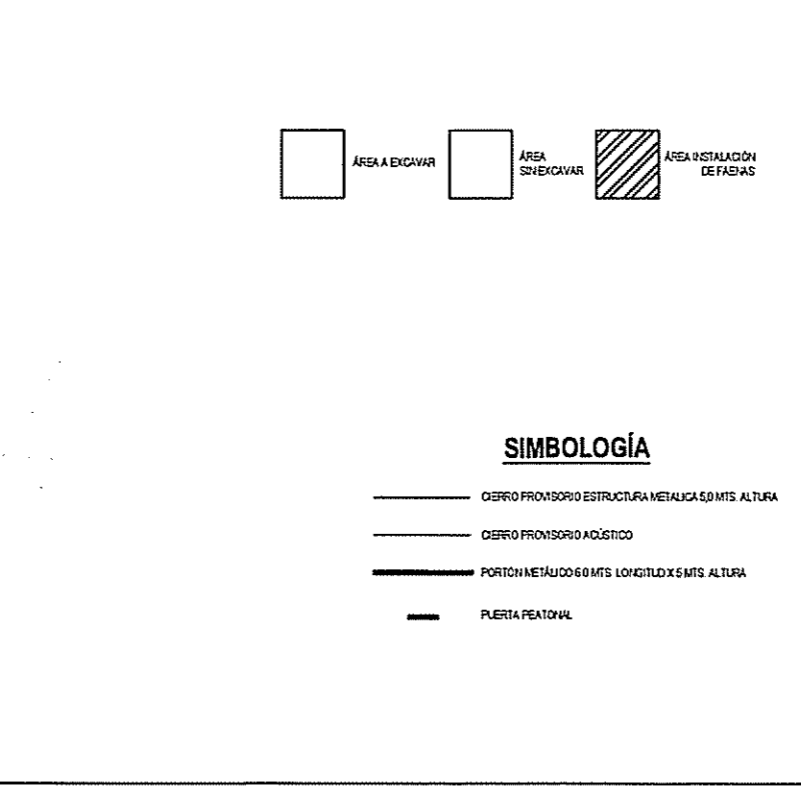 ÁREA A EXCAVAR
ÁREA
SIN EXCAVAR
ÁREA INSTALACIÓN
DE FAENAS
SIMBOLOGÍA
CIERRO PROVISORIO ESTRUCTURA METALICA 5,0 MTS. ALTURA
CIERRO PROVISORIO ACÚSTICO
PORTÓN METÁLICO 6.0 MTS. LONGITUD X 5 MTS. ALTURA
PUERTA PEATONAL